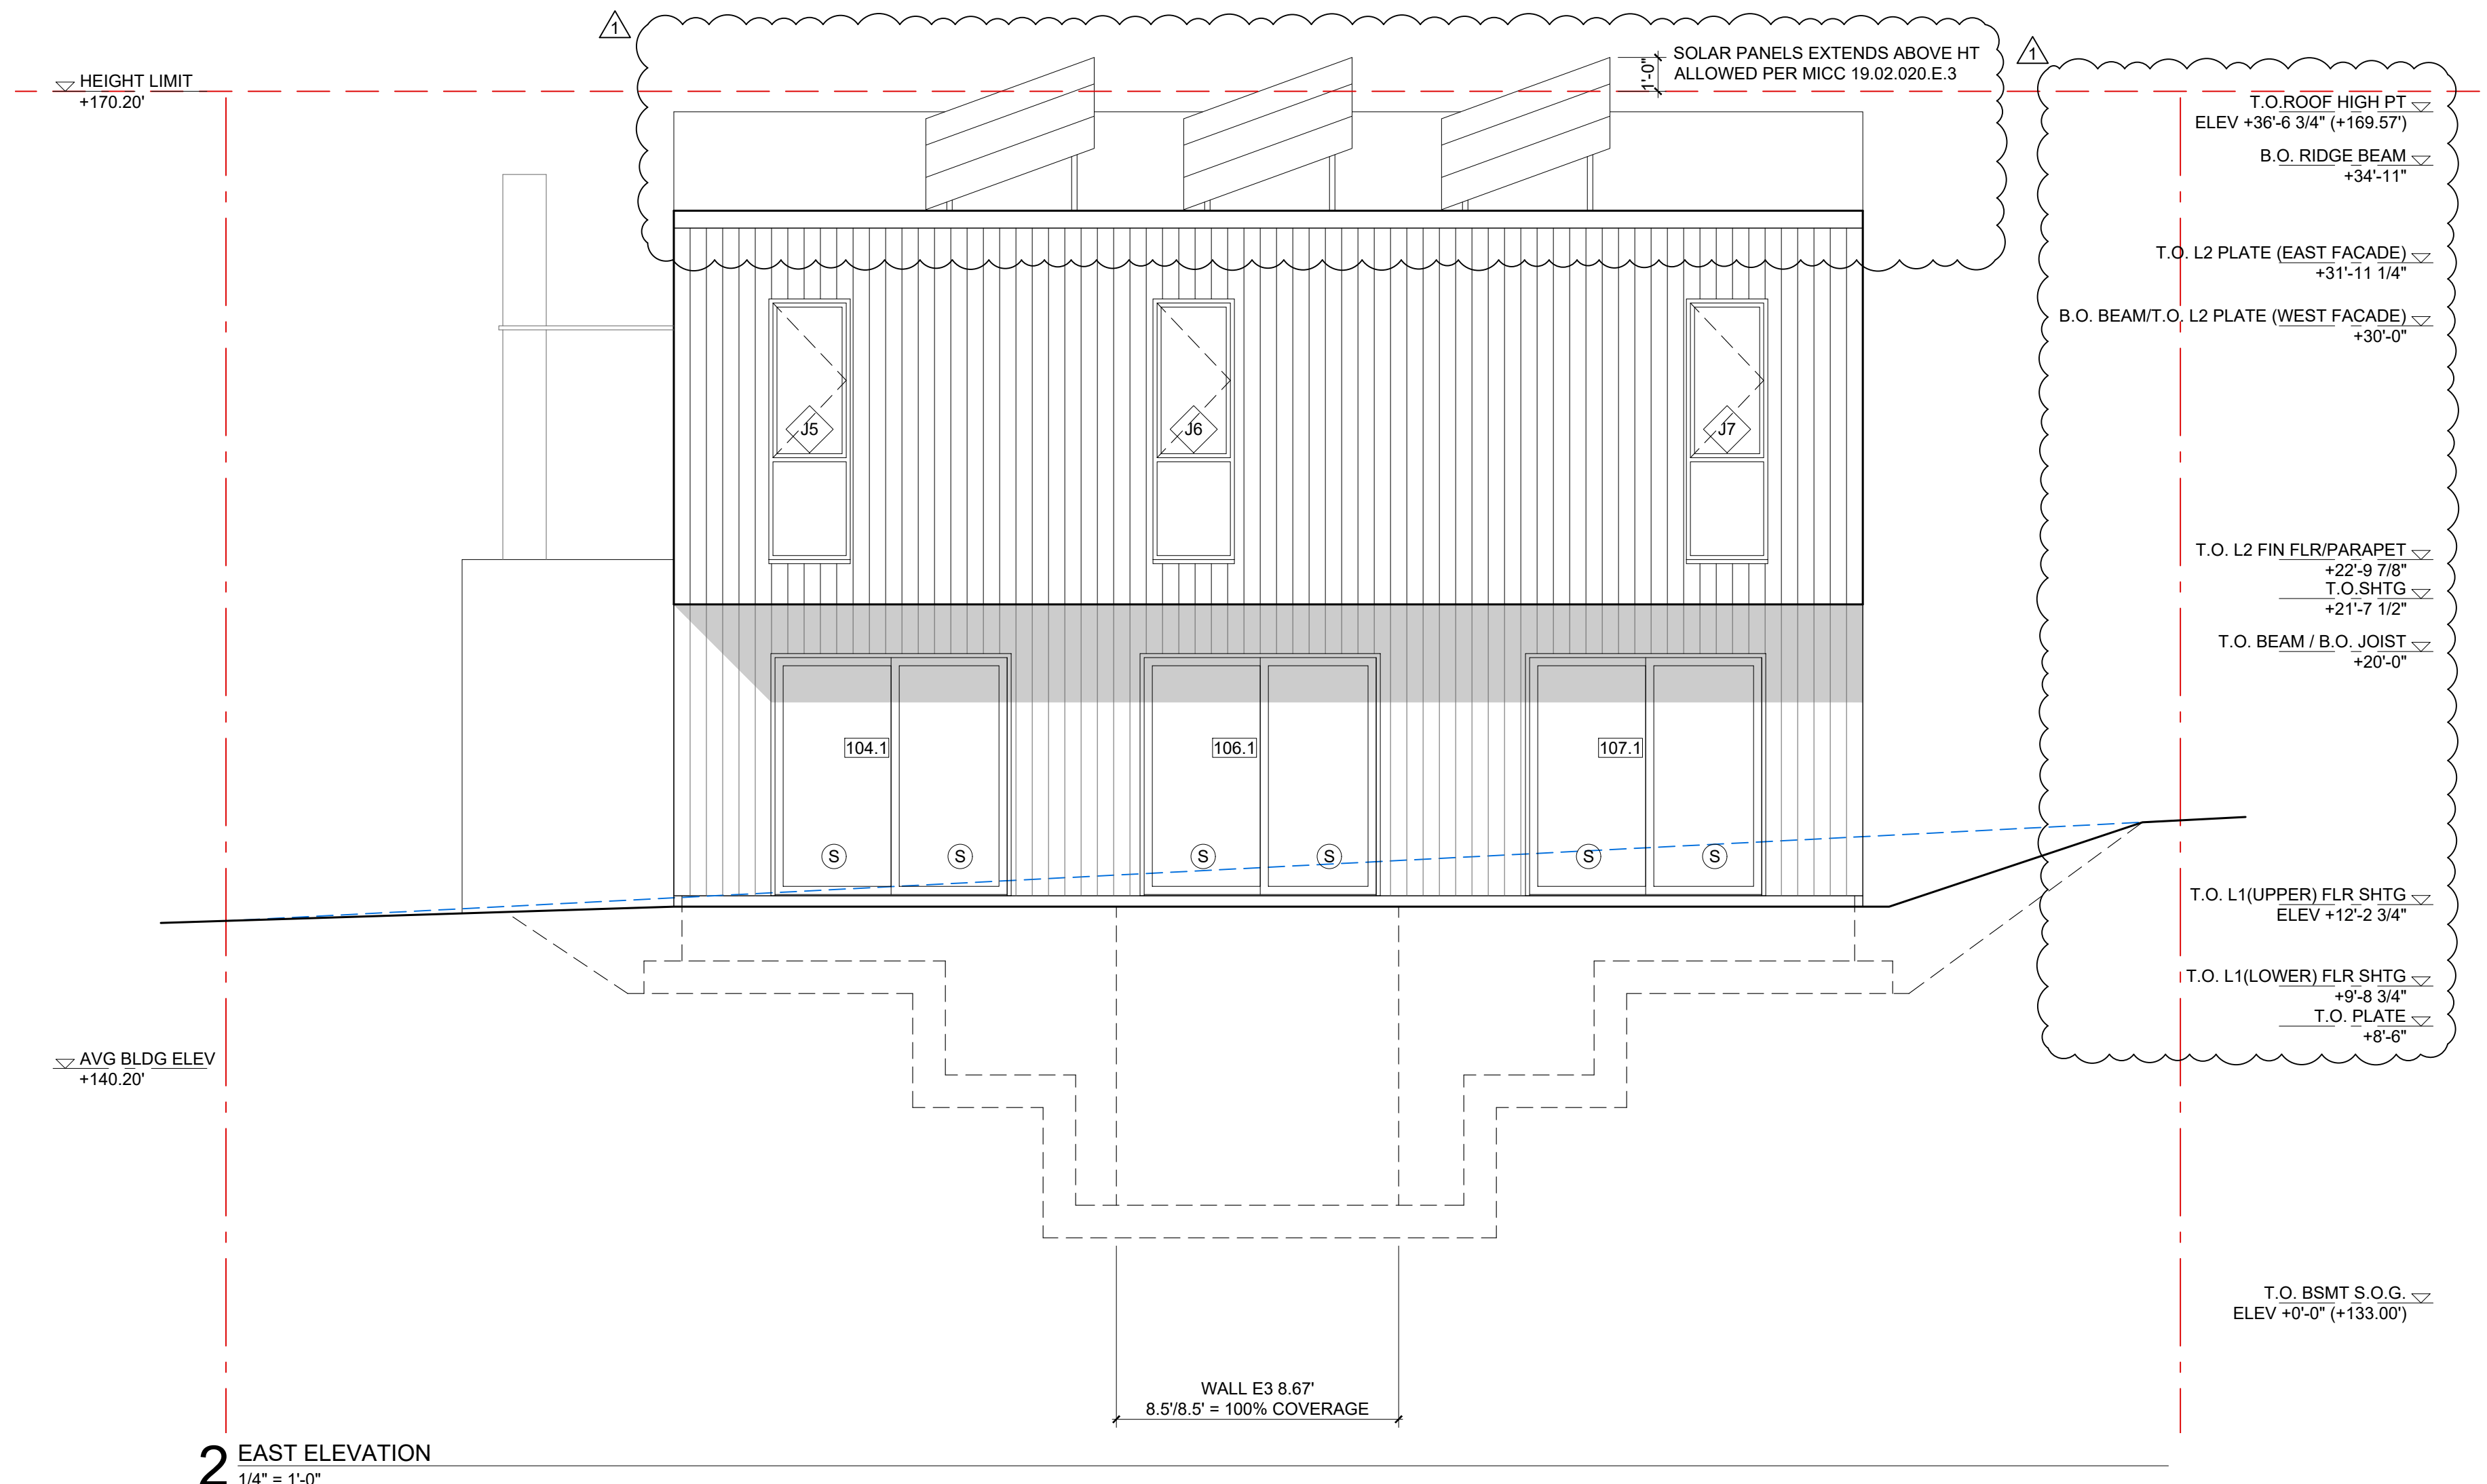 1
SOLAR PANELS EXTENDS ABOVE HT
ALLOWED PER MICC 19.02.020.E.3
1'-0"
1
HEIGHT LIMIT
+170.20'
T.O.ROOF HIGH PT
ELEV +36'-6 3/4" (+169.57')
B.O. RIDGE BEAM
+34'-11"
T.O. L2 PLATE (EAST FACADE)
+31'-11 1/4"
B.O. BEAM/T.O. L2 PLATE (WEST FACADE)
+30'-0"
J5
J6
J7
T.O. L2 FIN FLR/PARAPET
+22'-9 7/8"
T.O.SHTG
+21'-7 1/2"
T.O. BEAM / B.O. JOIST
+20'-0"
104.1
106.1
107.1
S
S
S
S
S
S
T.O. L1(UPPER) FLR SHTG
ELEV +12'-2 3/4"
T.O. L1(LOWER) FLR SHTG
+9'-8 3/4"
T.O. PLATE
+8'-6"
AVG BLDG ELEV
+140.20'
T.O. BSMT S.O.G.
ELEV +0'-0" (+133.00')
WALL E3 8.67'
8.5'/8.5' = 100% COVERAGE
2
EAST ELEVATION
1/4" = 1'-0"